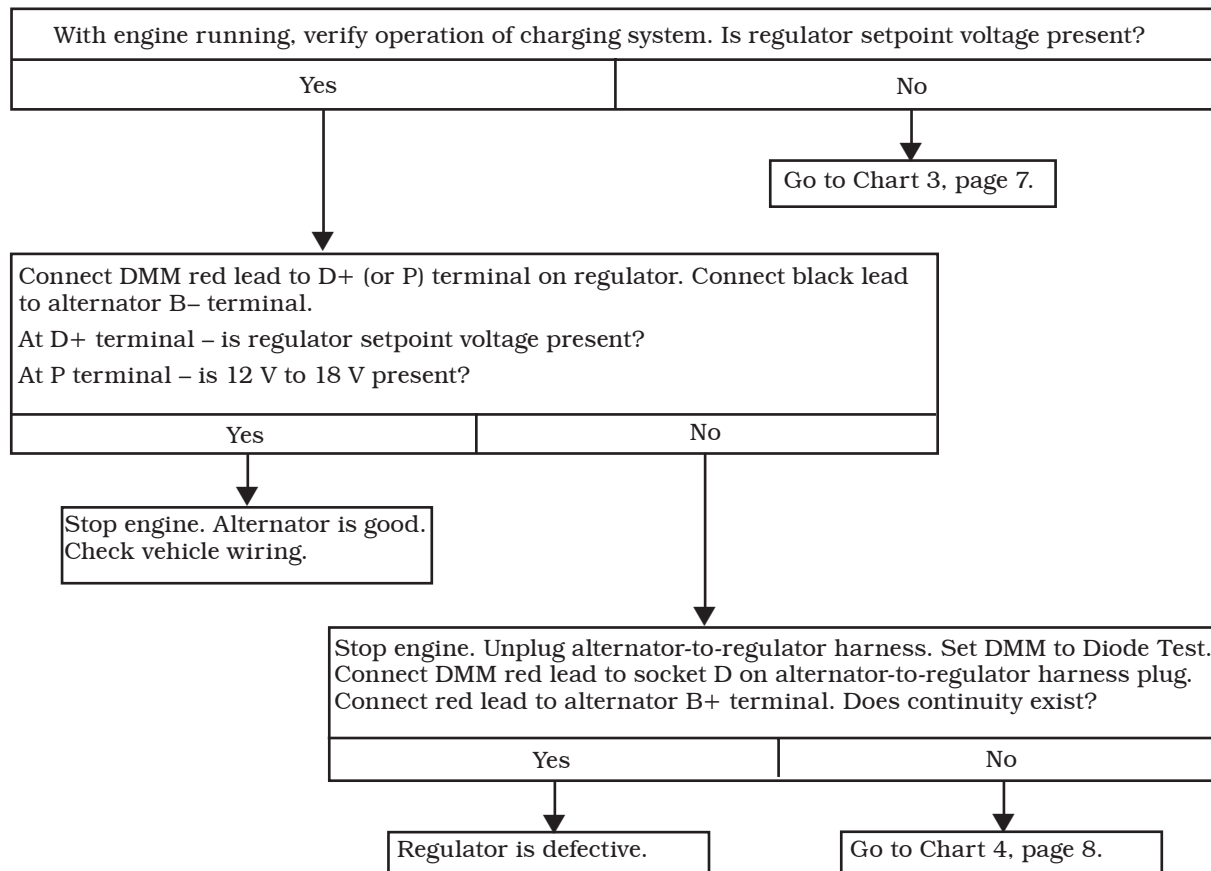 With engine running, verify operation of charging system. Is regulator setpoint voltage present?
Yes
No
Go to Chart 3, page 7.
Connect DMM red lead to D+ (or P) terminal on regulator. Connect black lead
to alternator B– terminal.
At D+ terminal – is regulator setpoint voltage present?
At P terminal – is 12 V to 18 V present?
Yes
No
Stop engine. Alternator is good.
Check vehicle wiring.
Stop engine. Unplug alternator-to-regulator harness. Set DMM to Diode Test.
Connect DMM red lead to socket D on alternator-to-regulator harness plug.
Connect red lead to alternator B+ terminal. Does continuity exist?
Yes
No
Regulator is defective.
Go to Chart 4, page 8.